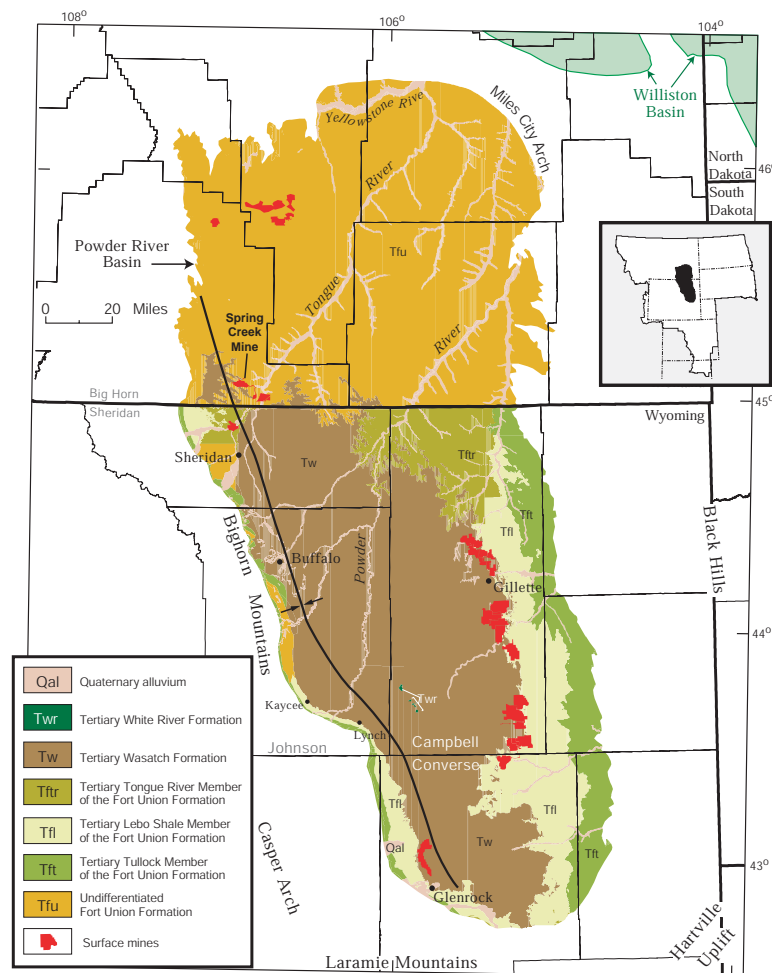 108°
106°
104°
Williston
Basin
Yellowstone Rive
Miles City Arch
North
Dakota
46°
South
Dakota
River
Powder River
Basin
Tfu
Tongue
0 20 Miles
Spring
Creek
Mine
River
Big Horn
Sheridan
45°
Wyoming
Sheridan
Tw
Tftr
Tft
Tfl
Bighorn
Mountains
Buffalo
Powder
Gillette
Black Hills
44°
Qal Quaternary alluvium
Twr Tertiary White River Formation
Tw Tertiary Wasatch Formation
Tftr Tertiary Tongue River Member
of the Fort Union Formation
Tfl Tertiary Lebo Shale Member
of the Fort Union Formation
Tft Tertiary Tullock Member
of the Fort Union Formation
Tfu Undifferentiated
Fort Union Formation
Surface mines
Kaycee
Twr
Lynch
Johnson
Campbell
Converse
Tfl
Tfl
Casper Arch
Qal
Tw
Tft
43°
Glenrock
Hartville
Uplift
Laramie Mountains